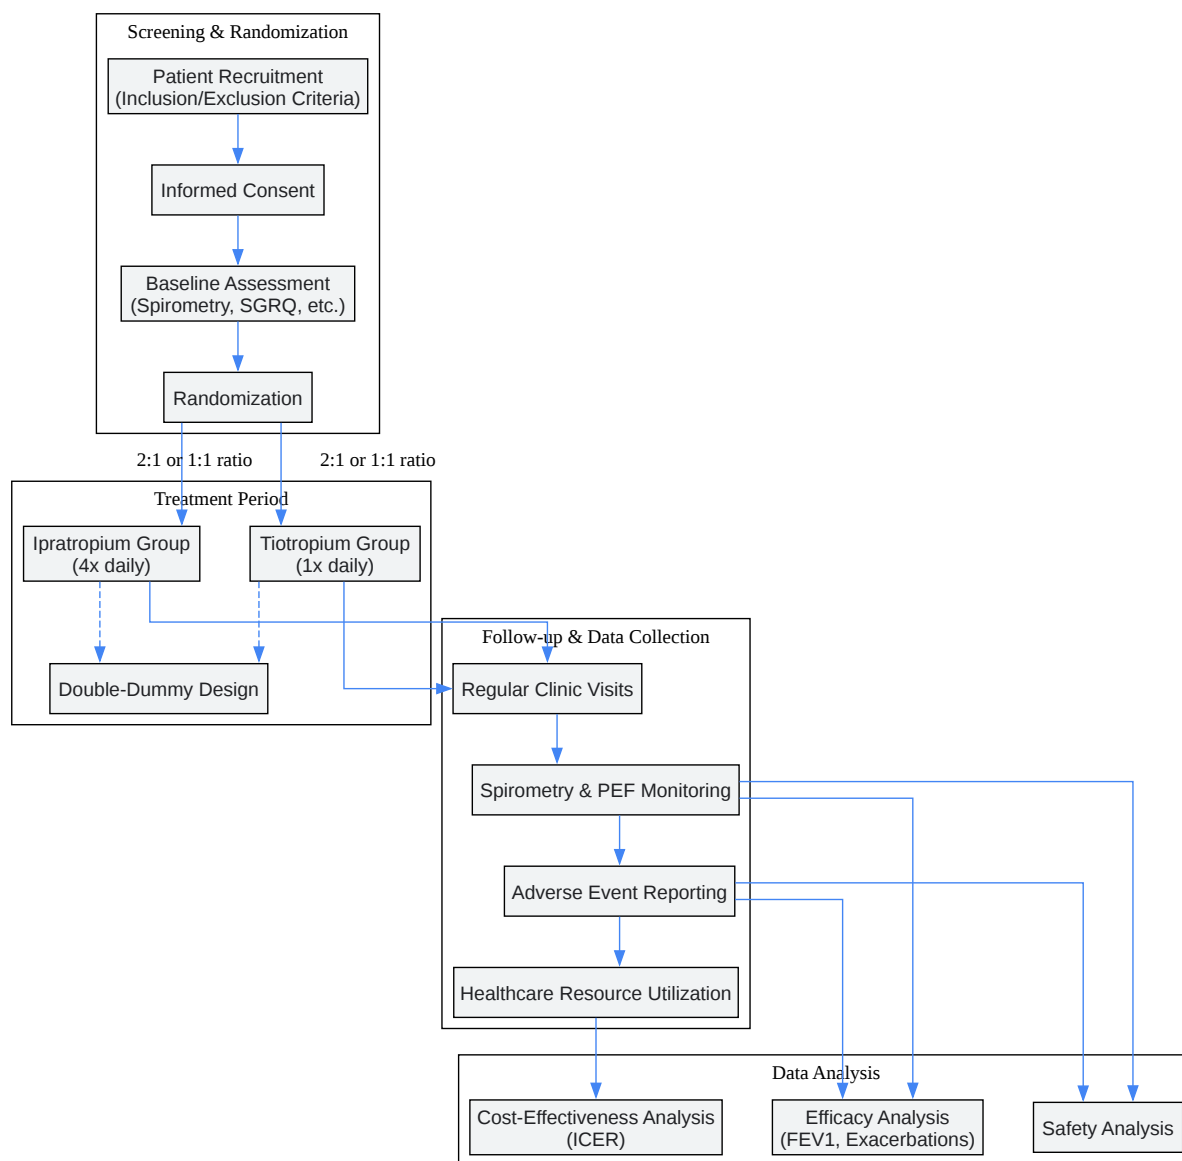 Screening & Randomization
Patient Recruitment
(Inclusion/Exclusion Criteria)
Informed Consent
Baseline Assessment
(Spirometry, SGRQ, etc.)
Randomization
2:1 or 1:1 ratio
2:1 or 1:1 ratio
Treatment Period
Ipratropium Group
(4x daily)
Tiotropium Group
(1x daily)
Double-Dummy Design
Follow-up & Data Collection
Regular Clinic Visits
Spirometry & PEF Monitoring
Adverse Event Reporting
Healthcare Resource Utilization
Data Analysis
Cost-Effectiveness Analysis
(ICER)
Efficacy Analysis
(FEV1, Exacerbations)
Safety Analysis